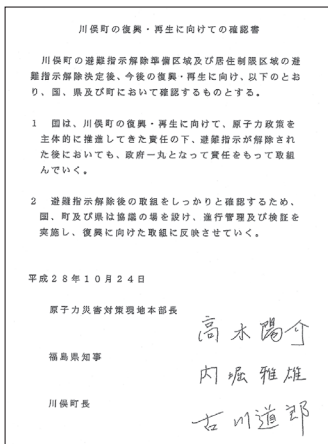 川俣町の復興・再生に向けての確認書
川俣町の避難指示解除準備区域及び居住制限区域の避
難指示解除決定後、今後の復興・再生に向け、以下のとお
り、国、県及び町において確認するものとする。
1　国は、川俣町の復興・再生に向けて、原子力政策を
主体的に推進してきた責任の下、避難指示が解除され
た後においても、政府一丸となって責任をもって取組
んでいく。
2　避難指示解除後の取組をしっかりと確認するため、
国、町及び県は協議の場を設け、進行管理及び検証を
実施し、復興に向けた取組に反映させていく。
平成28年10月24日
原子力災害対策現地本部長
高木陽介
福島県知事
内堀雅雄
川俣町長
古川道郎